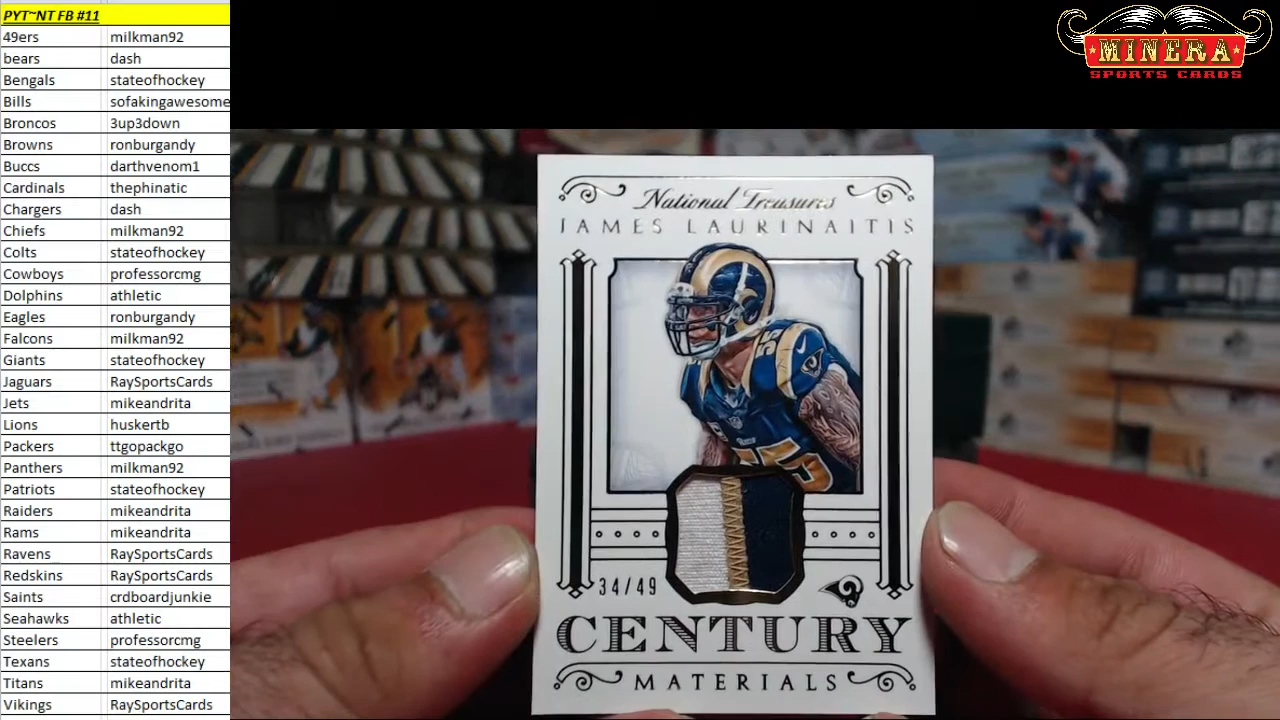 PYT~NT FB #11
49ers milkman92
bears dash
Bengals stateofhockey
Bills sofakingawesome
Broncos 3up3down
Browns ronburgandy
Buccs darthvenom1
Cardinals thephinatic
Chargers dash
Chiefs milkman92
Colts stateofhockey
Cowboys professorcmg
Dolphins athletic
Eagles ronburgandy
Falcons milkman92
Giants stateofhockey
Jaguars RaySportsCards
Jets mikeandrita
Lions huskertb
Packers ttgopackgo
Panthers milkman92
Patriots stateofhockey
Raiders mikeandrita
Rams mikeandrita
Ravens RaySportsCards
Redskins RaySportsCards
Saints crdboardjunkie
Seahawks athletic
Steelers professorcmg
Texans stateofhockey
Titans mikeandrita
Vikings RaySportsCards
MINERA
SPORTS CARDS
National Treasures
JAMES LAURINAITIS
55
55
34/49
CENTURY
MATERIALS